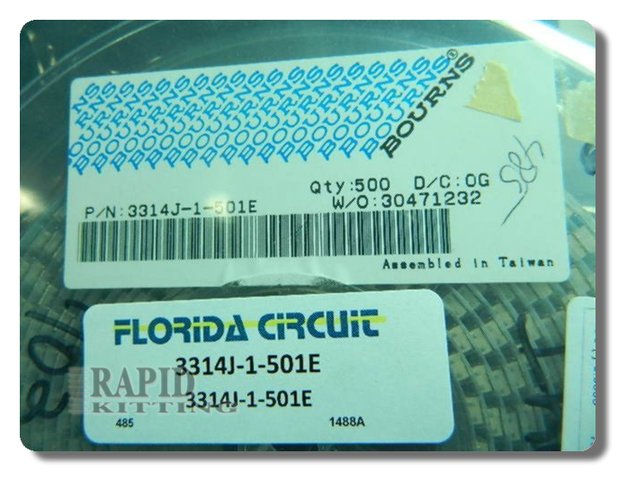 BOURNS®
Qty:500 D/C:0G
P/N:3314J-1-501E W/O:30471232
Assembled in Taiwan
FLORIDA CIRCUIT
3314J-1-501E
RAPID
KITTING
3314J-1-501E
485 1488A